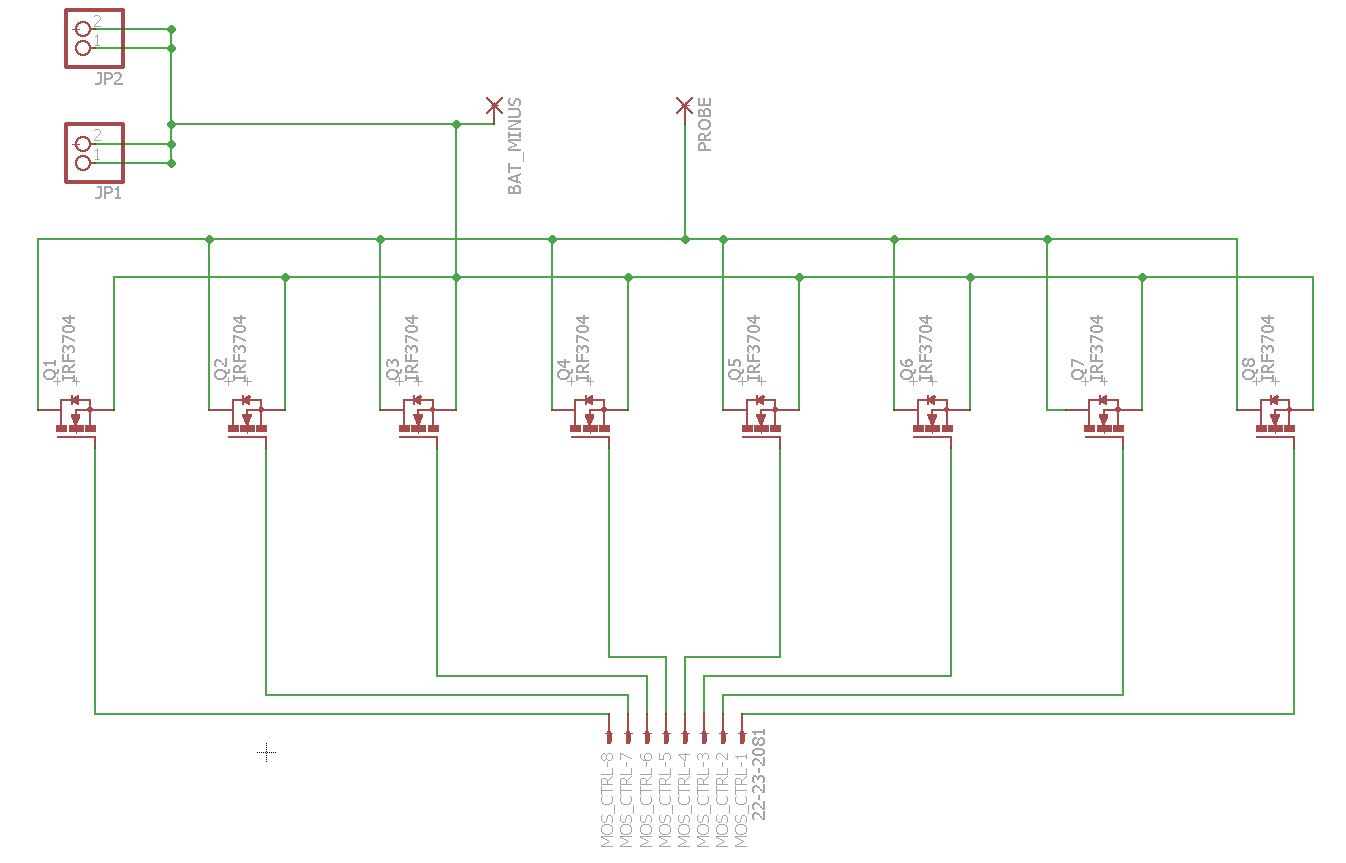 2
1
JP2
2
1
JP1
BAT_MINUS
PROBE
Q1
IRF3704
Q2
IRF3704
Q3
IRF3704
Q4
IRF3704
Q5
IRF3704
Q6
IRF3704
Q7
IRF3704
Q8
IRF3704
MOS_CTRL-8
MOS_CTRL-7
MOS_CTRL-6
MOS_CTRL-5
MOS_CTRL-4
MOS_CTRL-3
MOS_CTRL-2
MOS_CTRL-1
22-23-2081